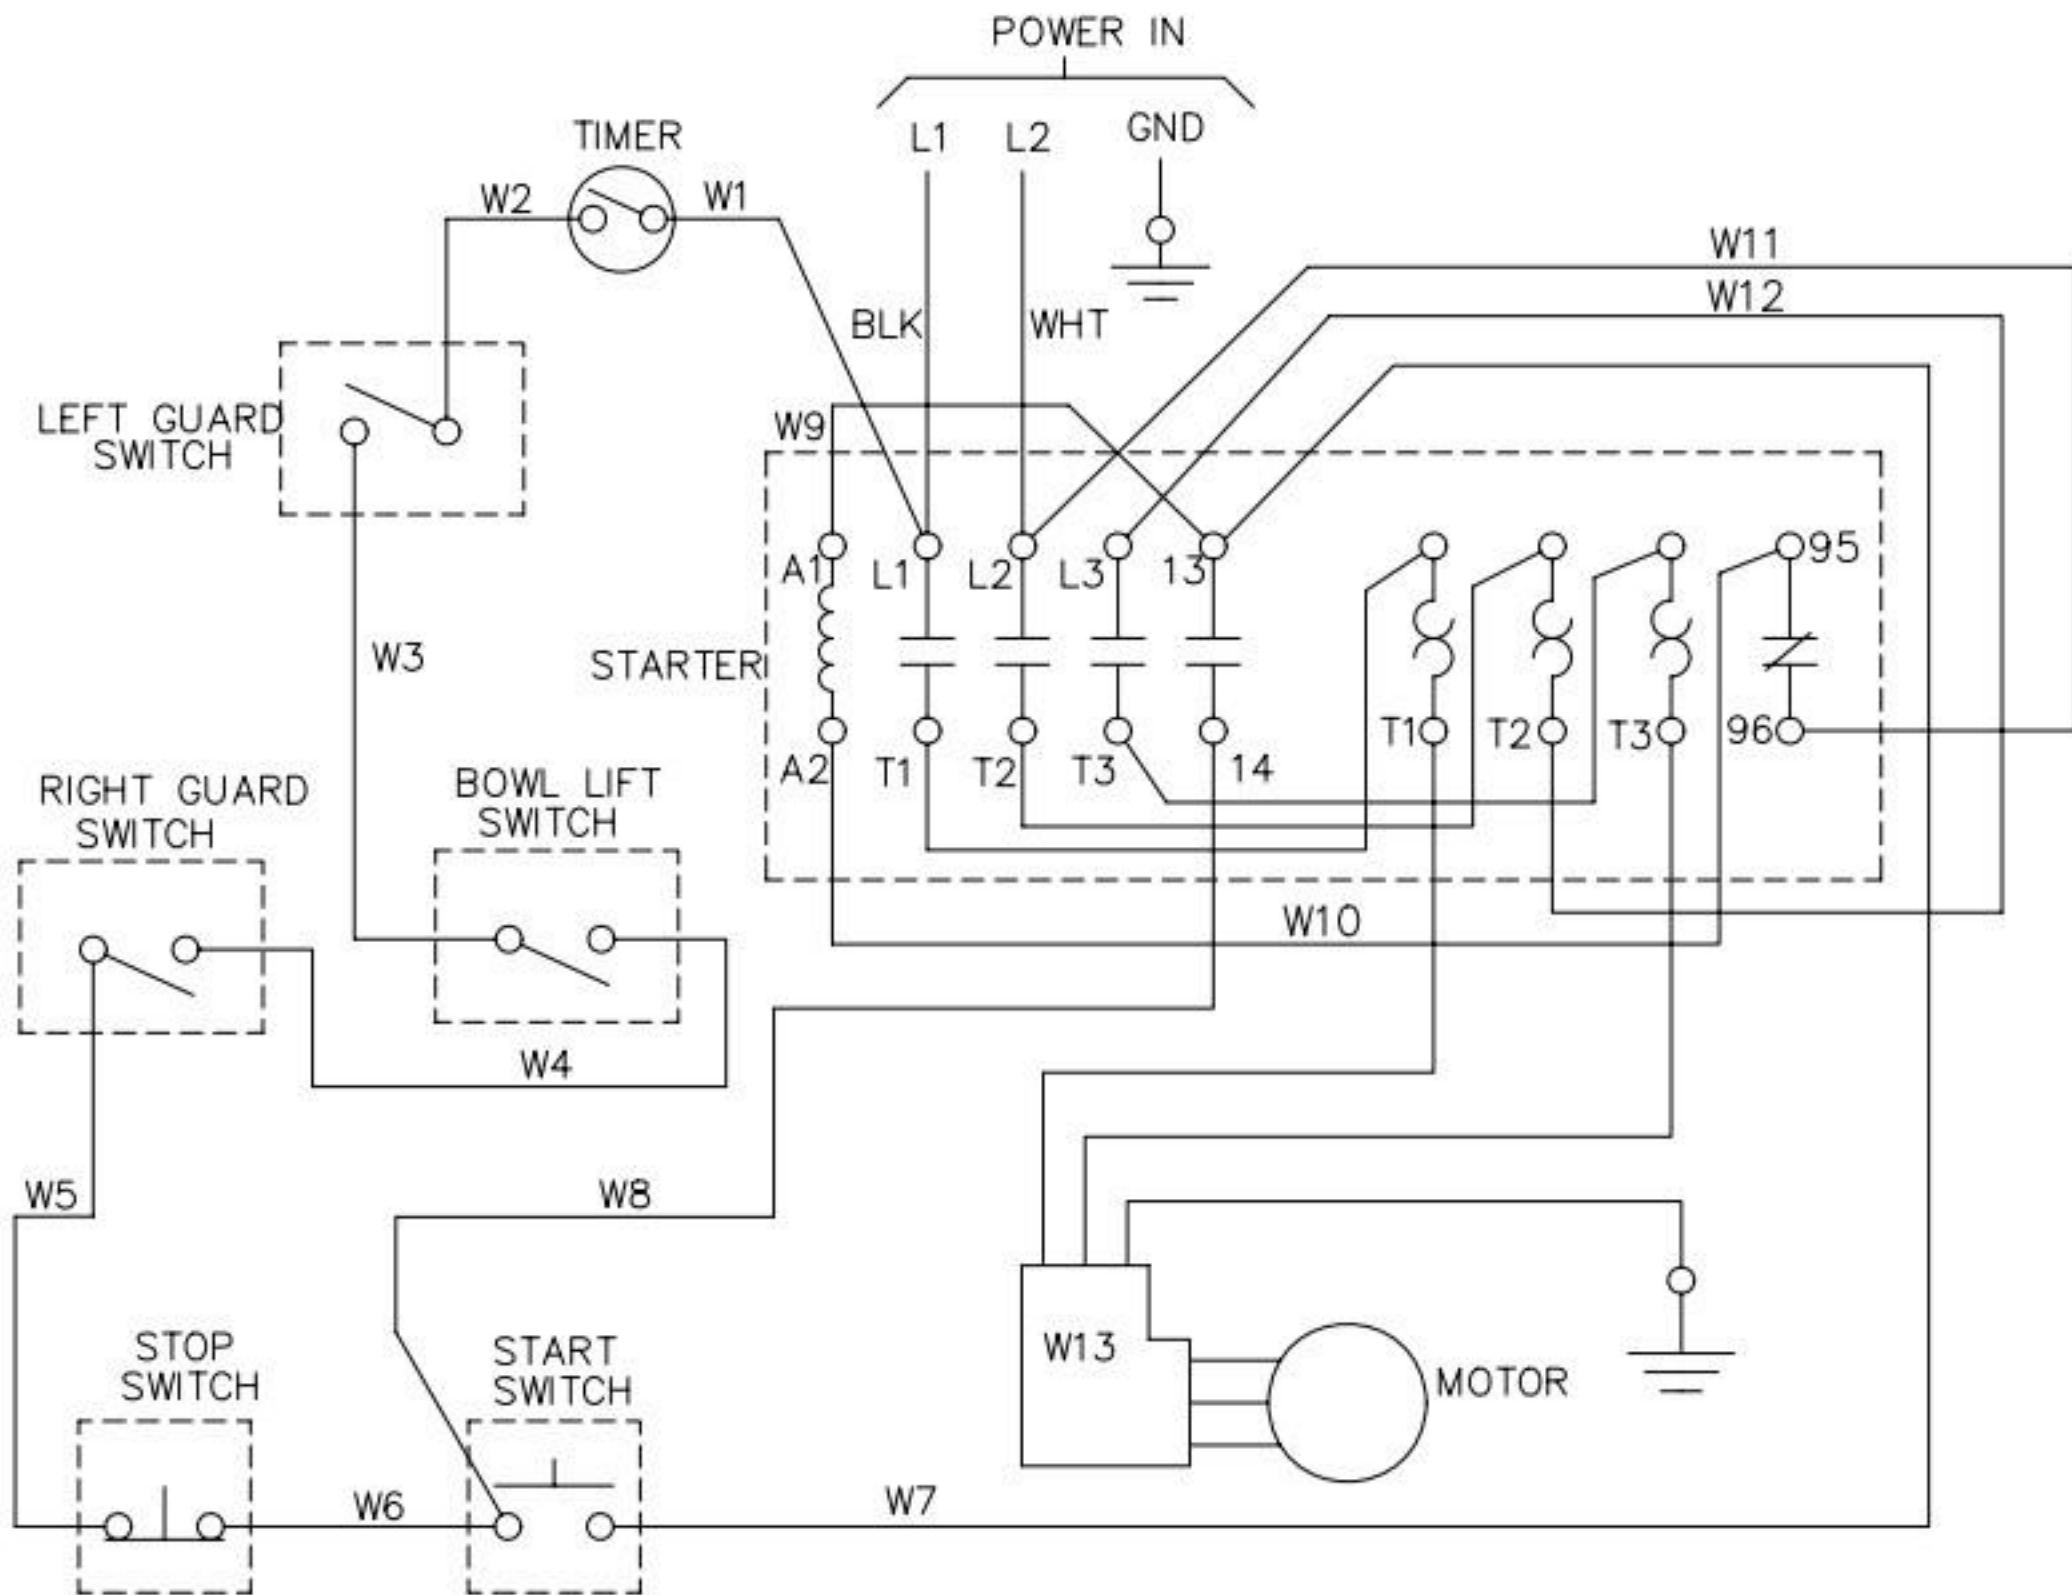 POWER IN
L1
L2
GND
TIMER
W2
W1
W11
W12
BLK
WHT
LEFT GUARD
SWITCH
W9
A1
L1
L2
L3
13
95
W3
STARTER
A2
T1
T2
T3
14
T1
T2
T3
96
RIGHT GUARD
SWITCH
BOWL LIFT
SWITCH
W10
W4
W5
W8
W13
MOTOR
STOP
SWITCH
START
SWITCH
W6
W7